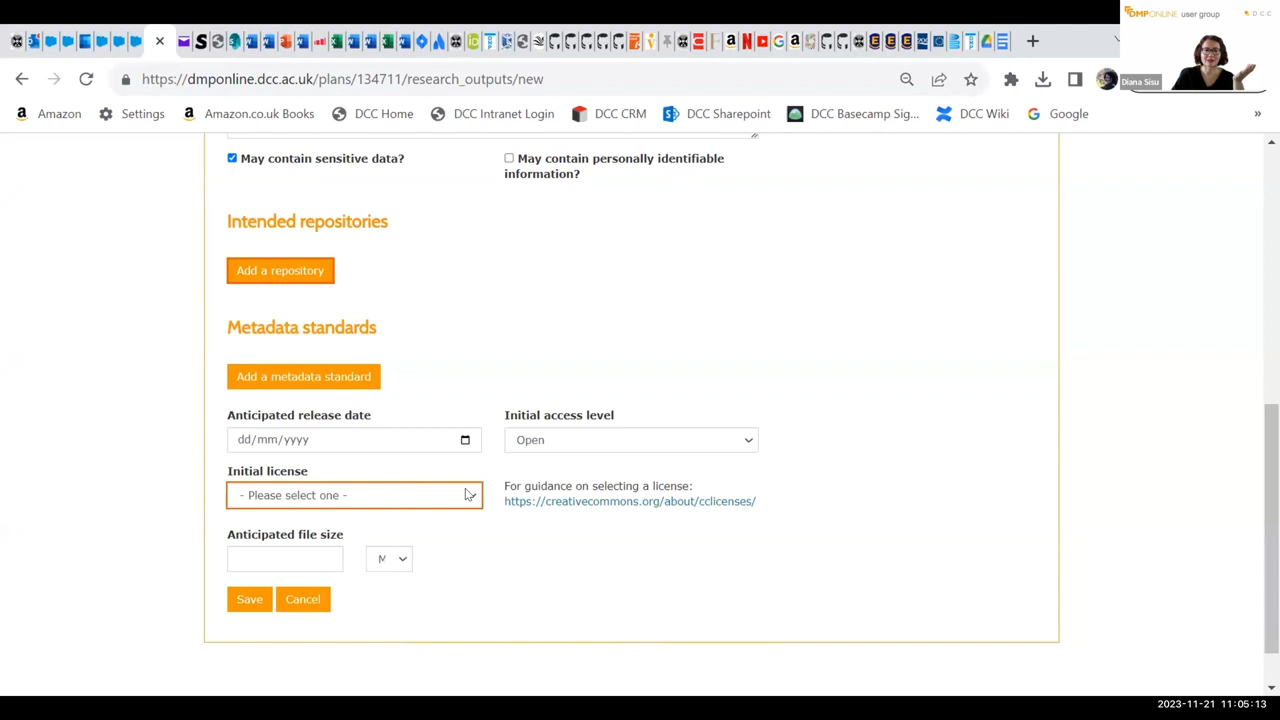 DMPONLINE user group
DCC
https://dmponline.dcc.ac.uk/plans/134711/research_outputs/new
Diana Sisu
Amazon
Settings
Amazon.co.uk Books
DCC Home
DCC Intranet Login
DCC CRM
DCC Sharepoint
DCC Basecamp Sig...
DCC Wiki
Google
»
May contain sensitive data?
May contain personally identifiable
information?
Intended repositories
Add a repository
Metadata standards
Add a metadata standard
Anticipated release date
Initial access level
dd/mm/yyyy
Open
Initial license
- Please select one -
For guidance on selecting a license:
https://creativecommons.org/about/cclicenses/
Anticipated file size
M
Save
Cancel
2023-11-21 11:05:13